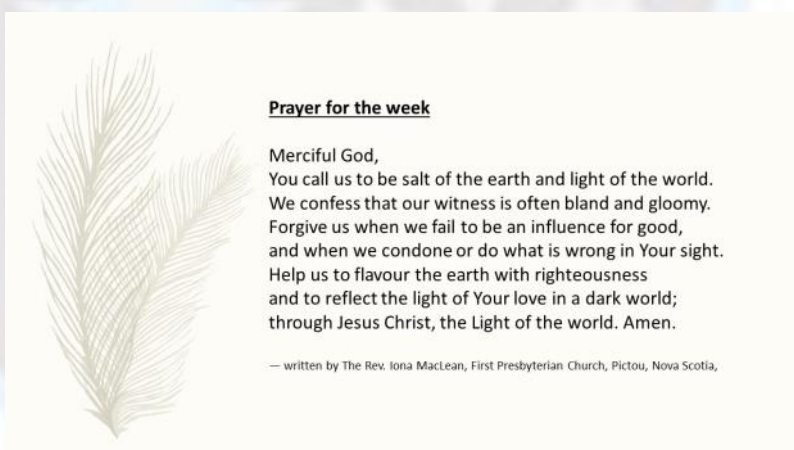 Prayer for the week
Merciful God,
You call us to be salt of the earth and light of the world.
We confess that our witness is often bland and gloomy.
Forgive us when we fail to be an influence for good,
and when we condone or do what is wrong in Your sight.
Help us to flavour the earth with righteousness
and to reflect the light of Your love in a dark world;
through Jesus Christ, the Light of the world. Amen.
— written by The Rev. Iona MacLean, First Presbyterian Church, Pictou, Nova Scotia,